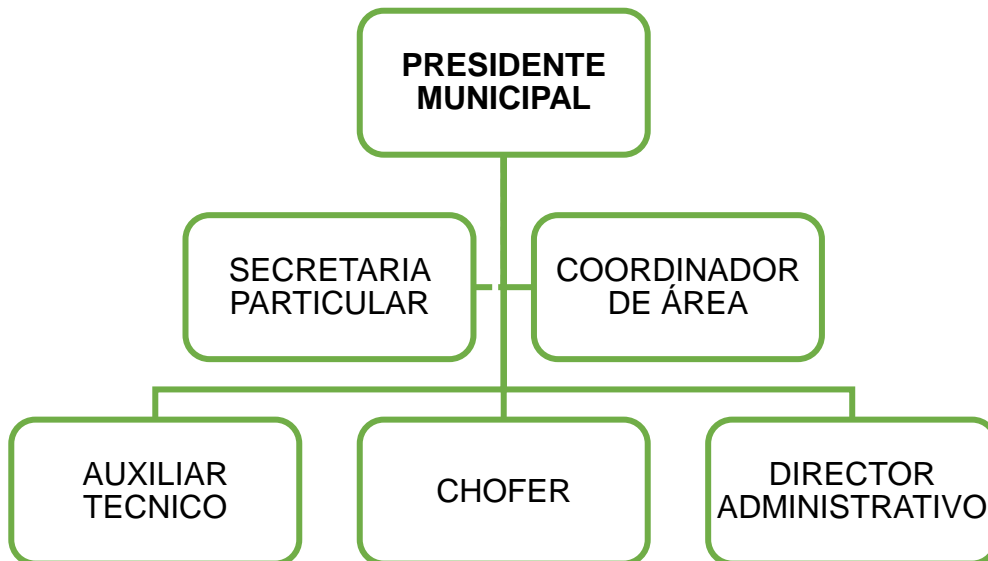 PRESIDENTE
MUNICIPAL
SECRETARIA
PARTICULAR
COORDINADOR
DE ÁREA
AUXILIAR
TECNICO
CHOFER
DIRECTOR
ADMINISTRATIVO